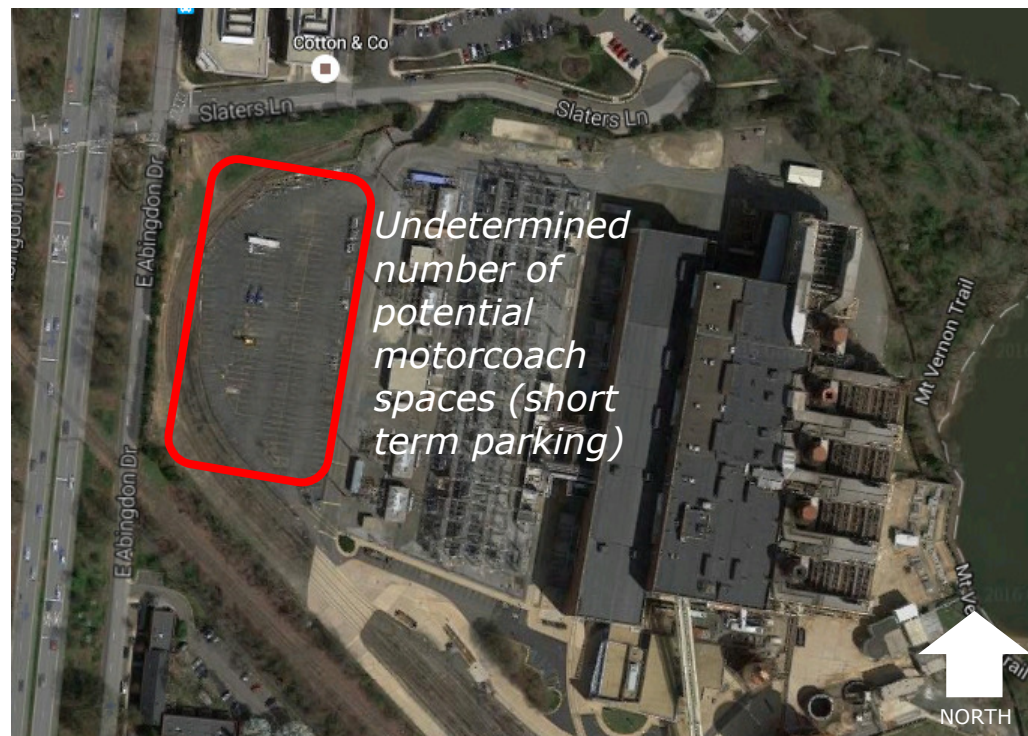 Cotton & Co
Slaters Ln
Slaters Ln
E Abingdon Dr
Undetermined
number of
potential
motorcoach
spaces (short
term parking)
Mt Vernon Trail
E Abingdon Dr
NORTH